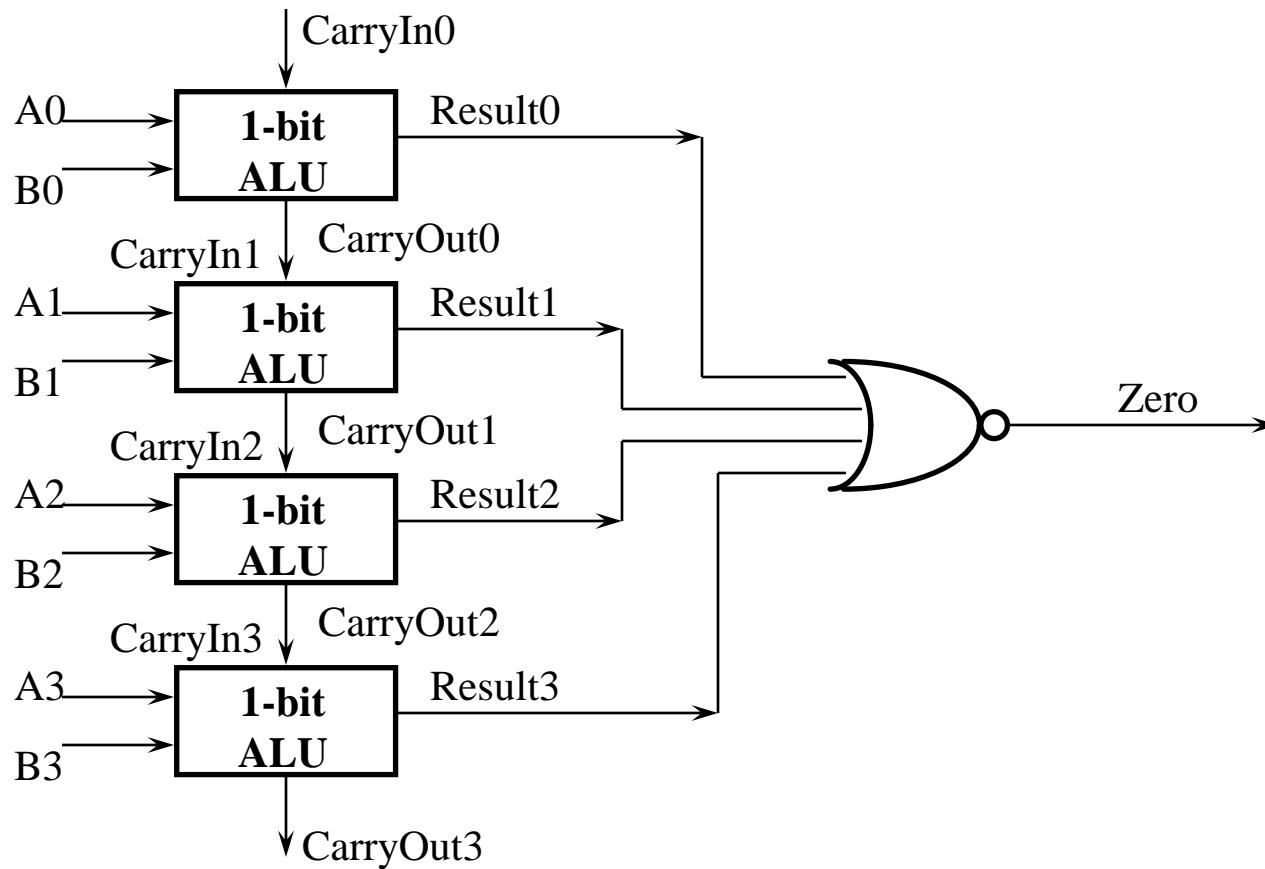 CarryIn0
A0
1-bit
ALU
Result0
B0
CarryIn1
CarryOut0
A1
1-bit
ALU
Result1
B1
Zero
CarryIn2
CarryOut1
A2
1-bit
ALU
Result2
B2
CarryIn3
CarryOut2
A3
1-bit
ALU
Result3
B3
CarryOut3